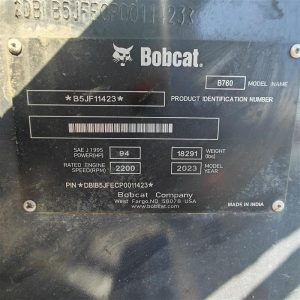 *DBIB5JFECP0011423*
Bobcat.
B760 MODEL NAME
*B5JF11423* PRODUCT IDENTIFICATION NUMBER
SAE J 1995 POWER(HP) 94 18291 WEIGHT (lbs)
RATED ENGINE SPEED(RPM) 2200 2023 MODEL YEAR
PIN *DBIB5JFECP0011423*
Bobcat Company
West Fargo,ND 58078 USA
www.bobcat.com
MADE IN INDIA